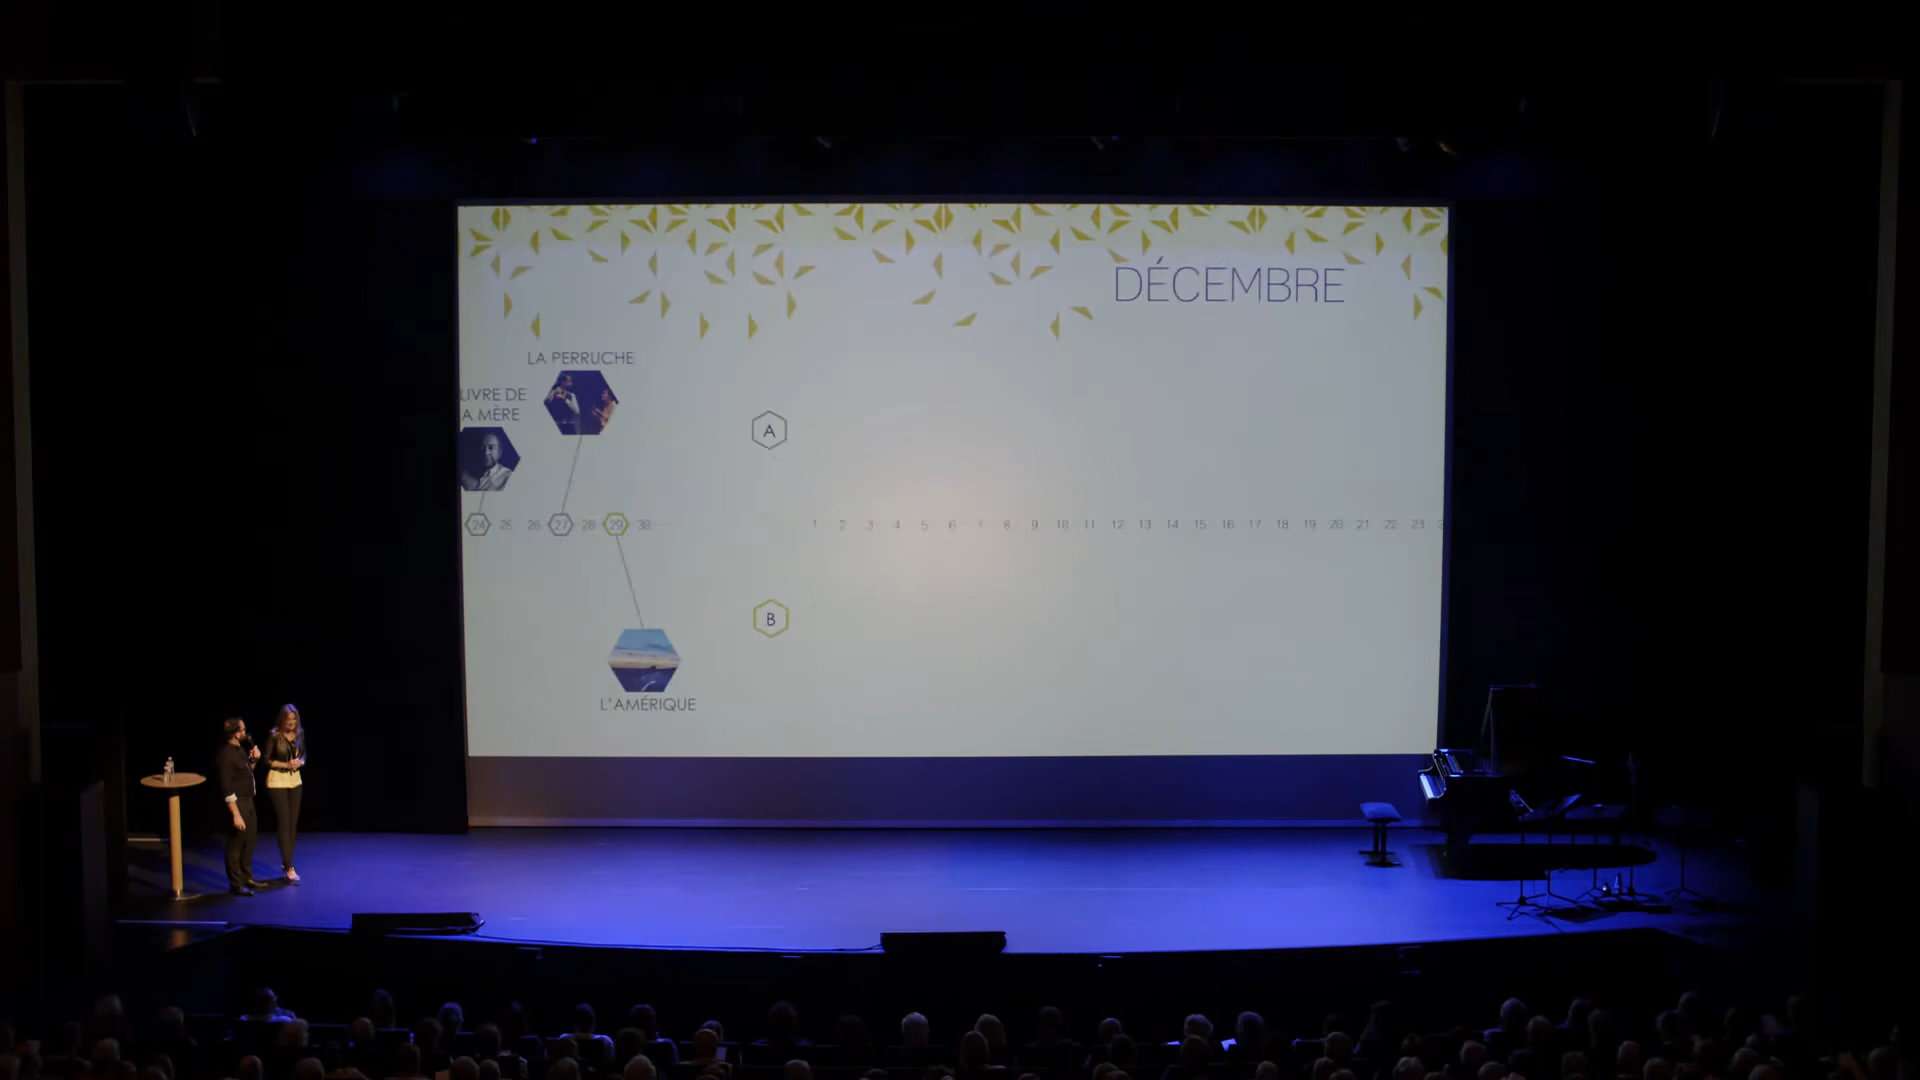 DÉCEMBRE
LA PERRUCHE
LIVRE DE
A MÈRE
A
24 25 26 27 28 29 30 1 2 3 4 5 6 7 8 9 10 11 12 13 14 15 16 17 18 19 20 21 22 23
B
L'AMÉRIQUE